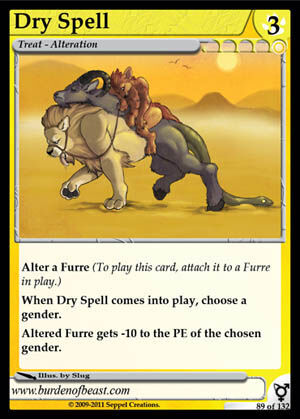 Dry Spell
3
Treat - Alteration
Alter a Furre (To play this card, attach it to a Furre
in play.)
When Dry Spell comes into play, choose a
gender.
Altered Furre gets -10 to the PE of the chosen
gender.
Illus. by Slug
www.burdenofbeast.com
© 2009-2011 Seppel Creations.
89 of 132